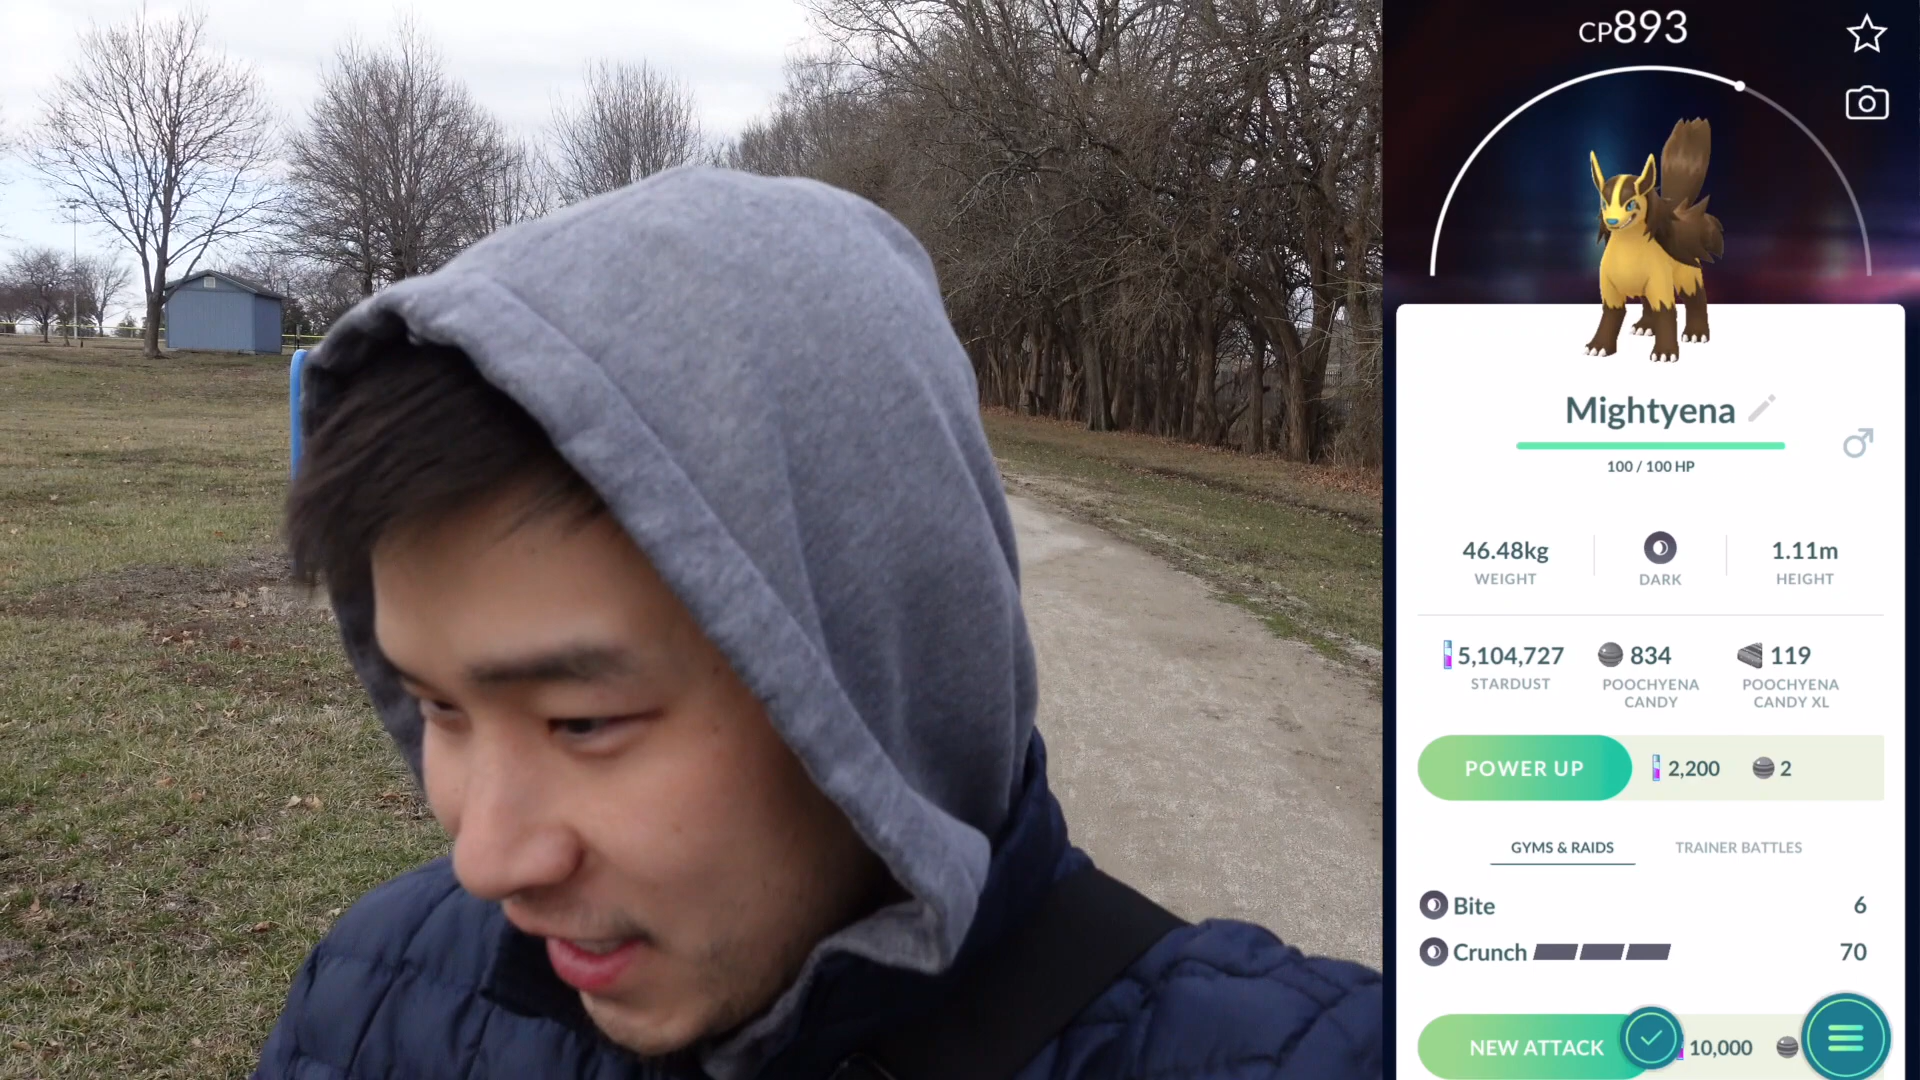 CP893
Mightyena
100 / 100 HP
46.48kg
WEIGHT
DARK
1.11m
HEIGHT
5,104,727
STARDUST
834
POOCHYENA
CANDY
119
POOCHYENA
CANDY XL
POWER UP 2,200 2
GYMS & RAIDS TRAINER BATTLES
Bite 6
Crunch 70
NEW ATTACK 10,000